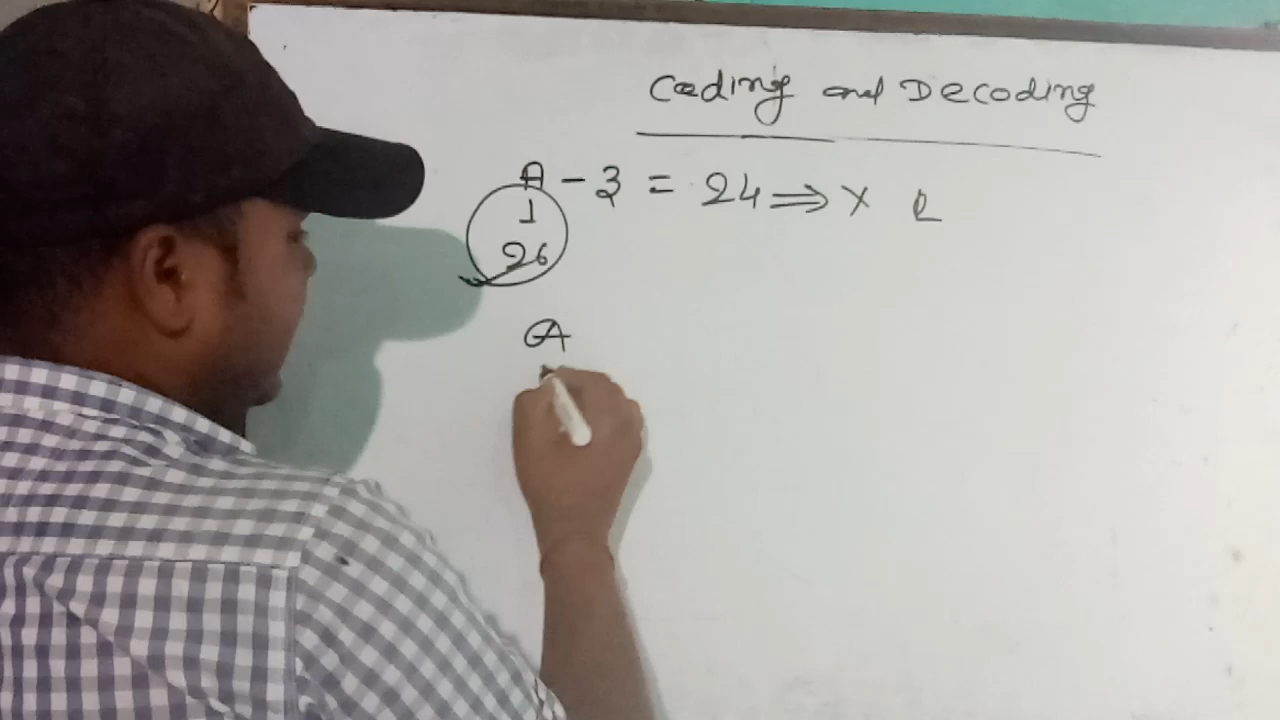 Coding and Decoding
A - 3 = 24 ⇒ X
1
26
A